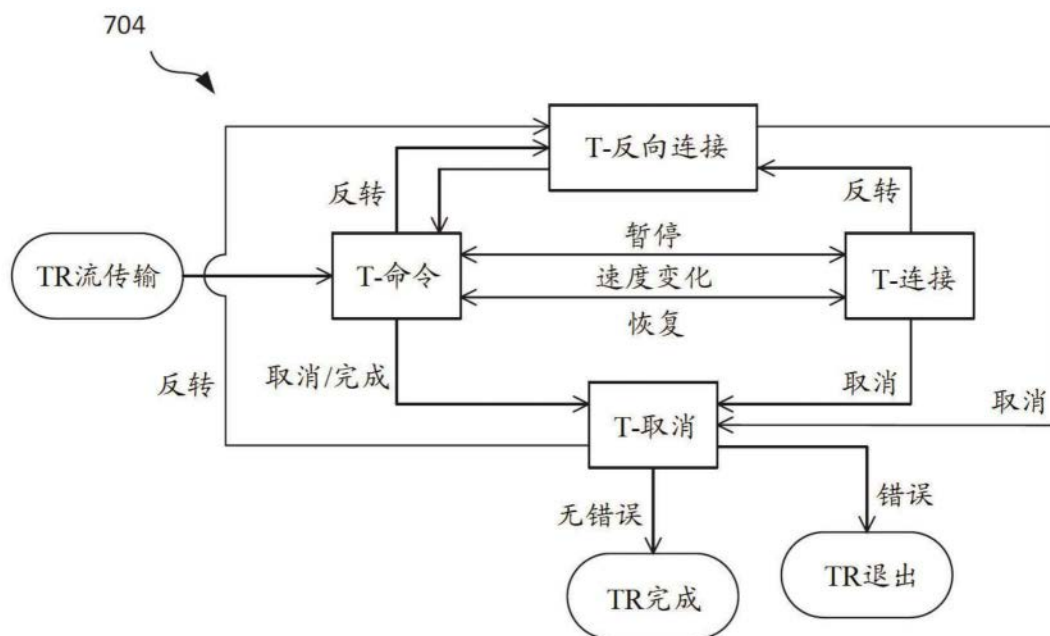 704
T-反向连接
反转
反转
暂停
TR流传输
T-命令
速度变化
T-连接
恢复
反转
取消/完成
取消
取消
T-取消
无错误
错误
TR完成
TR退出